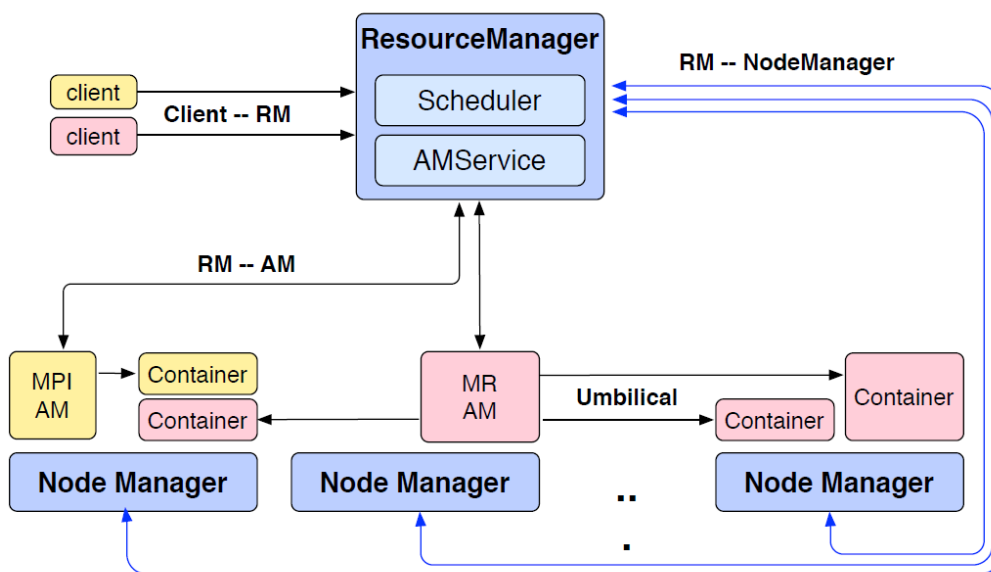 ResourceManager
RM -- NodeManager
client
Scheduler
Client -- RM
client
AMService
RM -- AM
MPI
AM
Container
Container
MR
AM
Umbilical
Container
Container
Node Manager
Node Manager
..
.
Node Manager